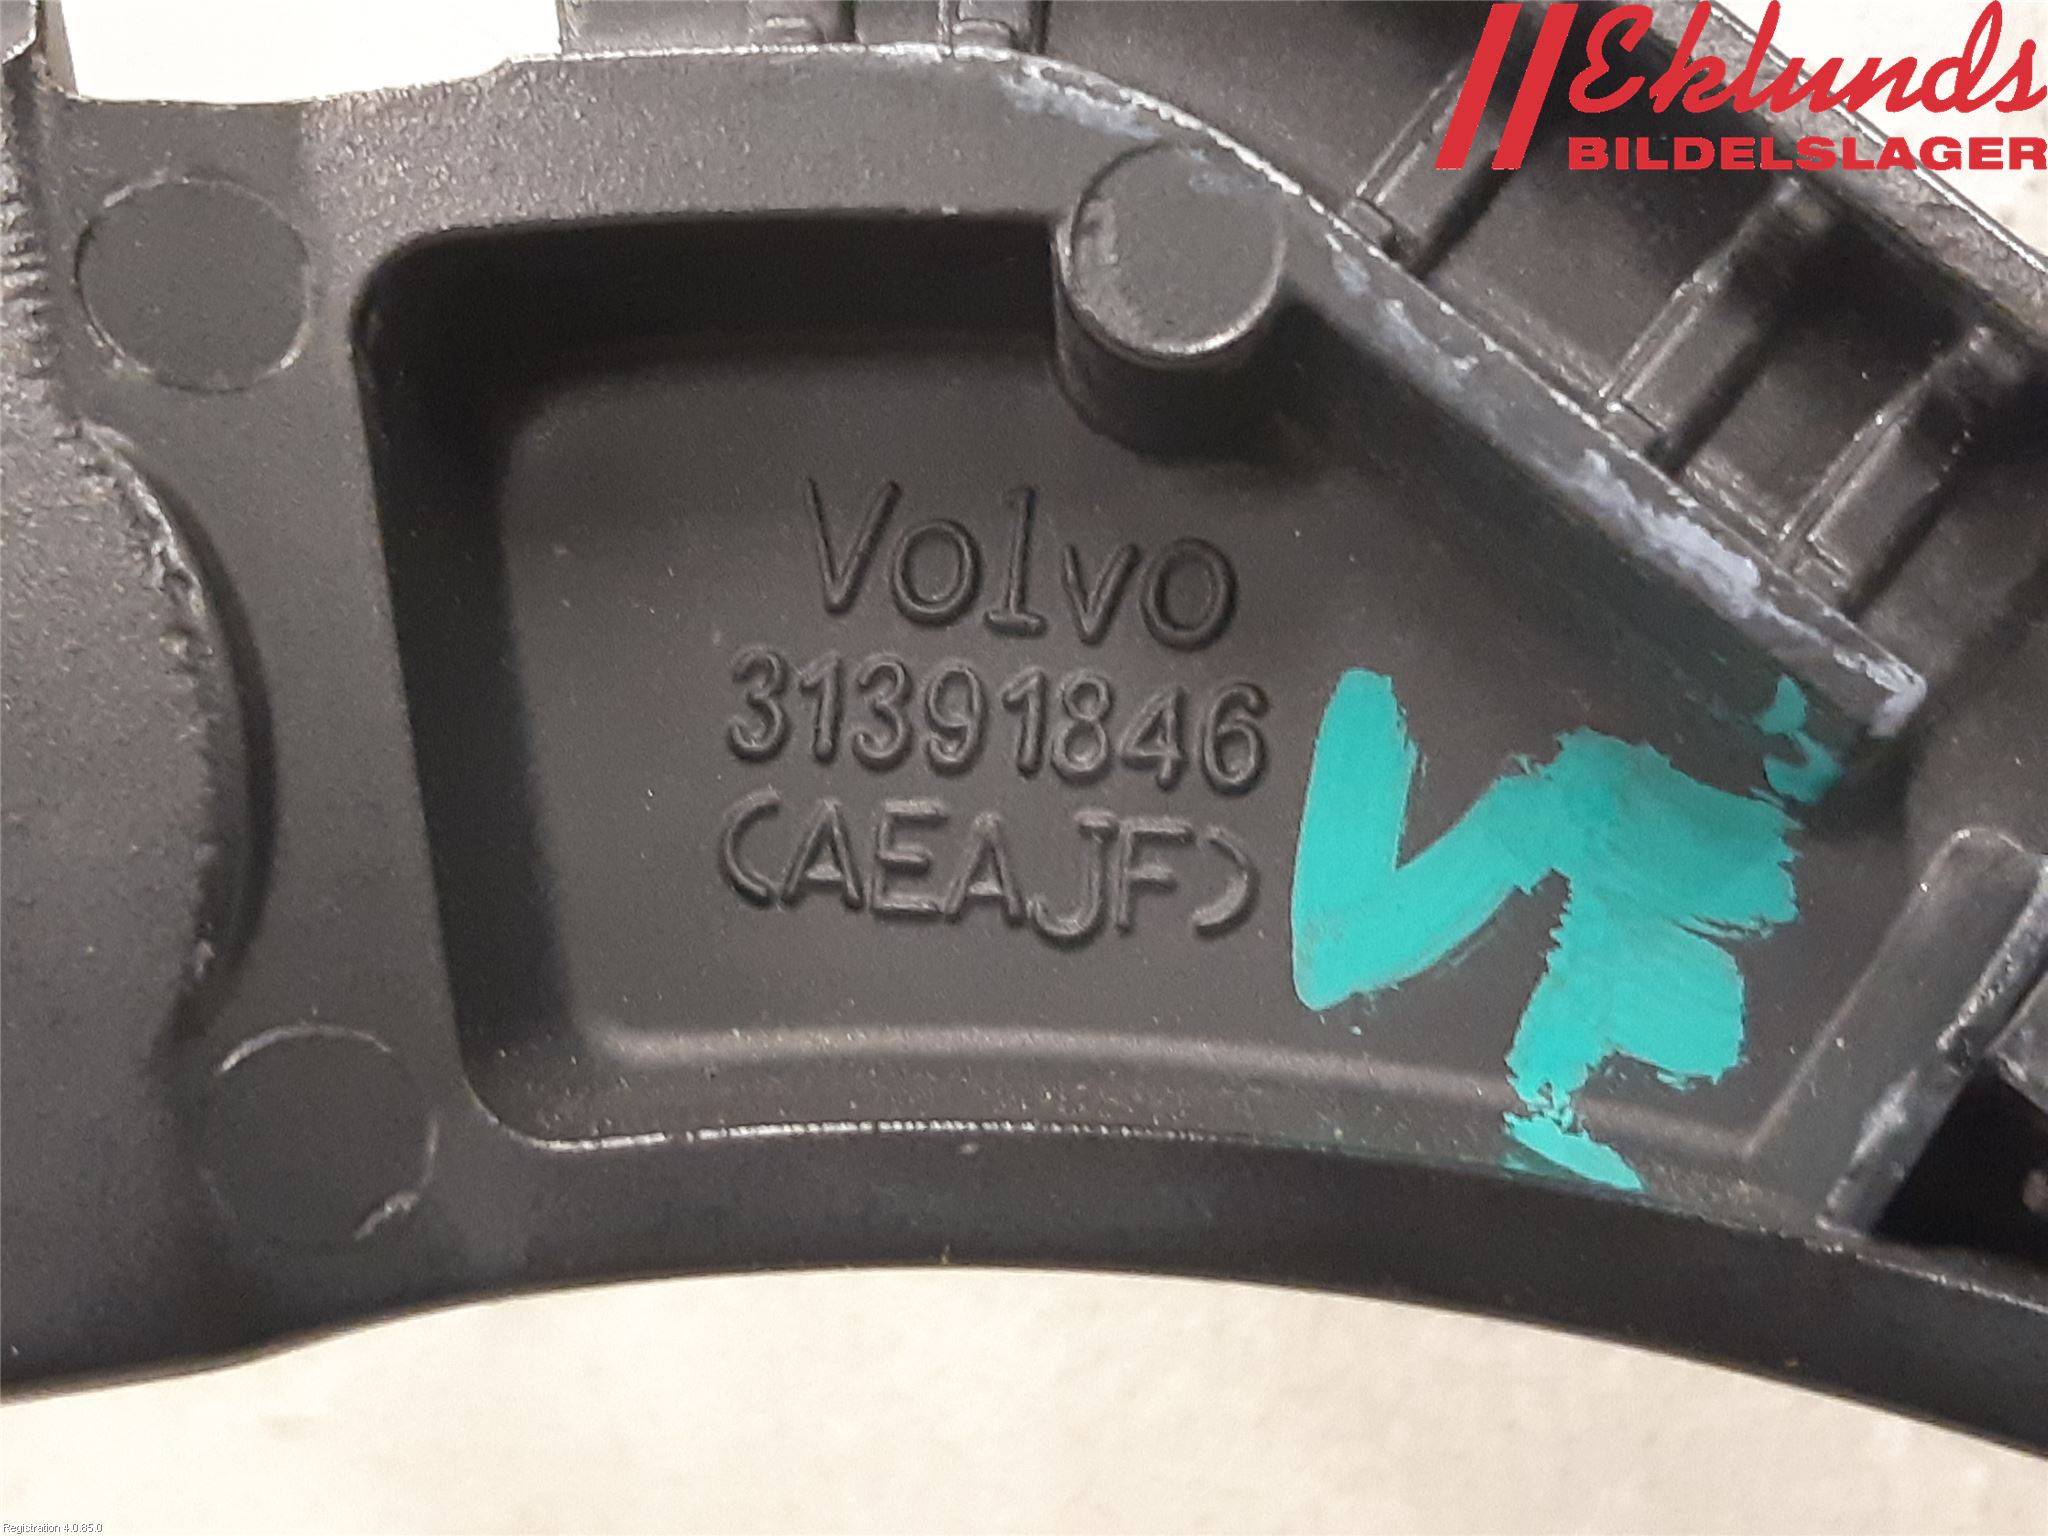 Eklunds
BILDELSLAGER
Volvo
31391846
(AEAJF)
Registration 4.0.85.0